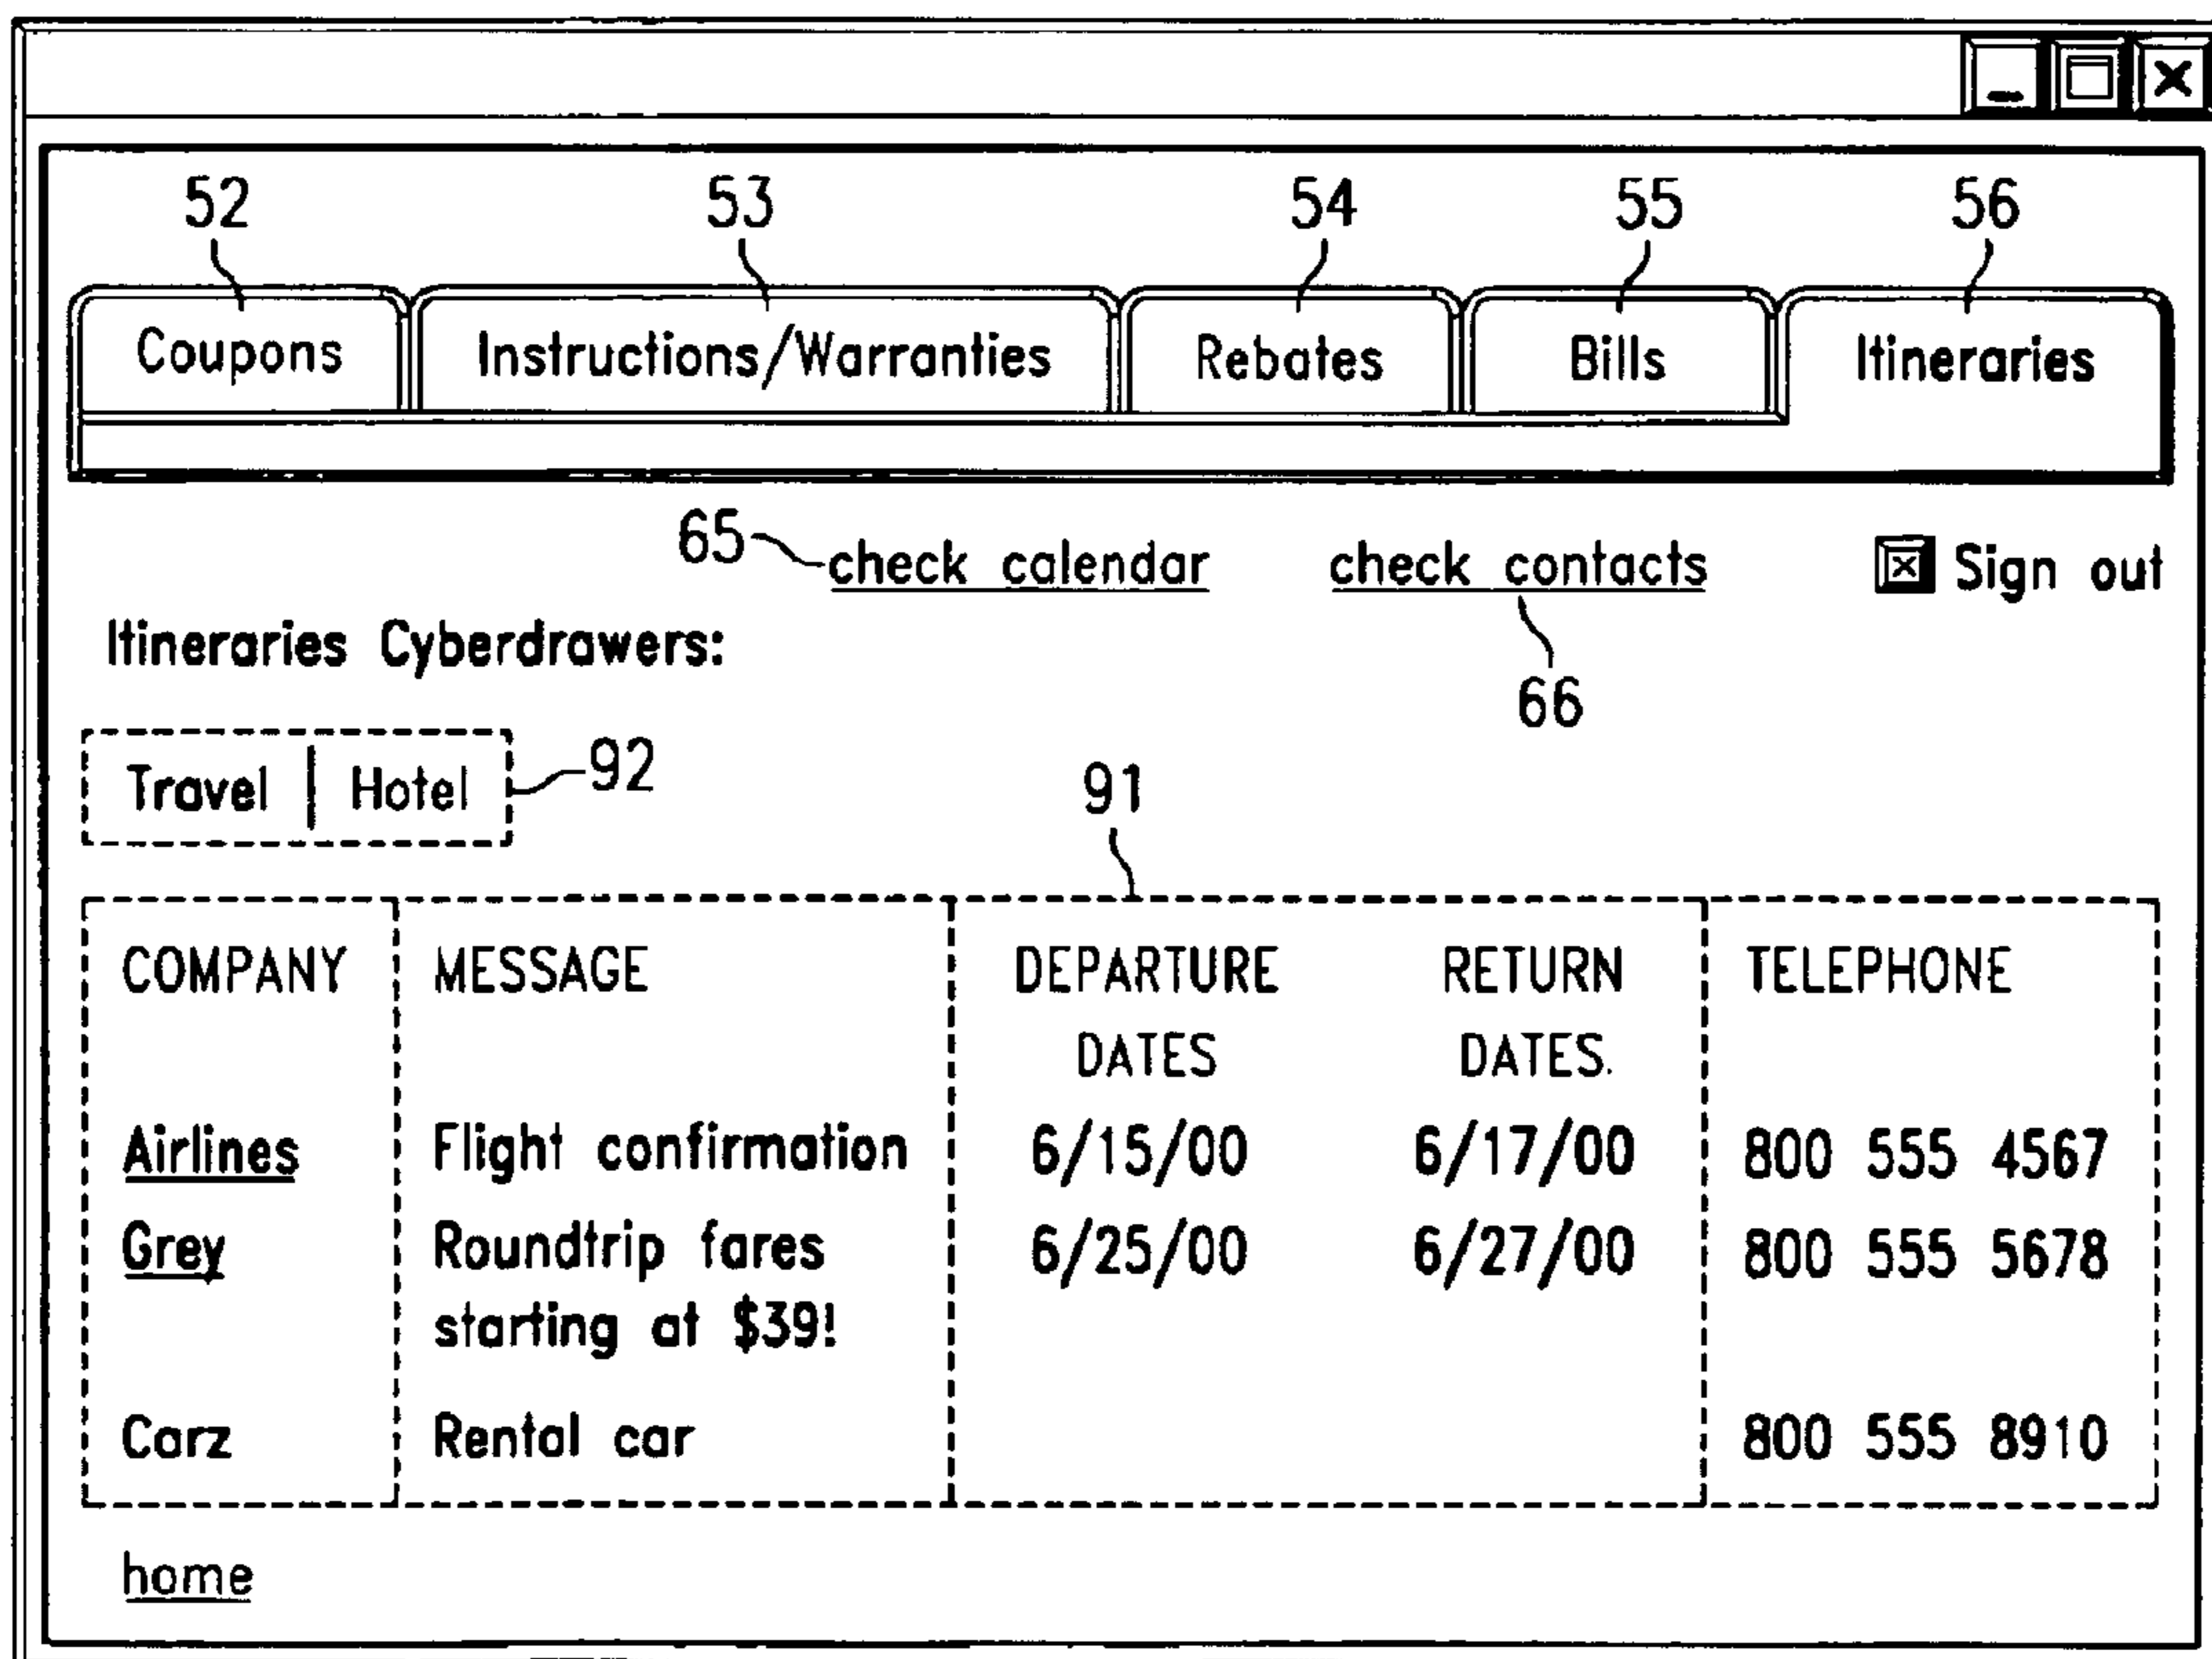 52 53 54 55 56
Coupons Instructions/Warranties Rebates Bills Itineraries
65 check calendar check contacts Sign out
Itineraries Cyberdrawers:
66
Travel | Hotel 92
91
COMPANY MESSAGE DEPARTURE RETURN TELEPHONE
DATES DATES.
Airlines Flight confirmation 6/15/00 6/17/00 800 555 4567
Grey Roundtrip fares 6/25/00 6/27/00 800 555 5678
starting at $39!
Carz Rental car 800 555 8910
home